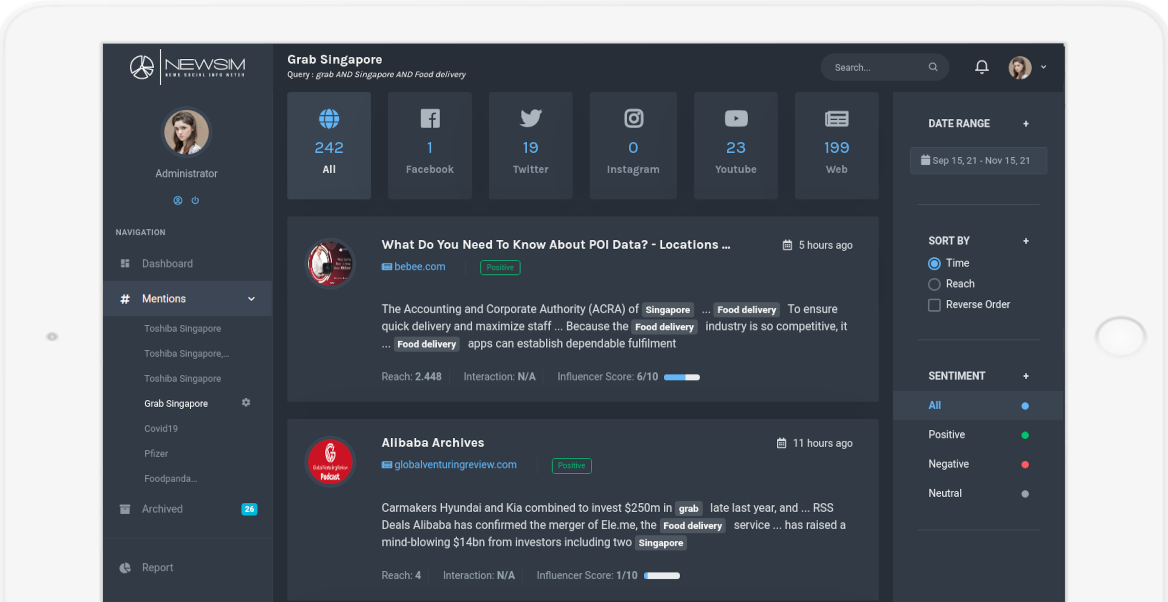 NEWSIM
NEWS SOCIAL INFO METER
Administrator
NAVIGATION
Dashboard
# Mentions
Toshiba Singapore
Toshiba Singapore,...
Toshiba Singapore
Grab Singapore
Covid19
Pfizer
Foodpanda...
Archived 26
Report
Grab Singapore
Query : grab AND Singapore AND Food delivery
Search...
242
All
1
Facebook
19
Twitter
0
Instagram
23
Youtube
199
Web
What Do You Need To Know About POI Data? - Locations ...
5 hours ago
bebee.com
Positive
The Accounting and Corporate Authority (ACRA) of Singapore ... Food delivery To ensure
quick delivery and maximize staff ... Because the Food delivery industry is so competitive, it
... Food delivery apps can establish dependable fulfilment
Reach: 2.448 Interaction: N/A Influencer Score: 6/10
Alibaba Archives
11 hours ago
Global Venturing Review
Podcast
globalventuringreview.com
Positive
Carmakers Hyundai and Kia combined to invest $250m in grab late last year, and ... RSS
Deals Alibaba has confirmed the merger of Ele.me, the Food delivery service ... has raised a
mind-blowing $14bn from investors including two Singapore
Reach: 4 Interaction: N/A Influencer Score: 1/10
DATE RANGE +
Sep 15, 21 - Nov 15, 21
SORT BY +
Time
Reach
Reverse Order
SENTIMENT +
All
Positive
Negative
Neutral